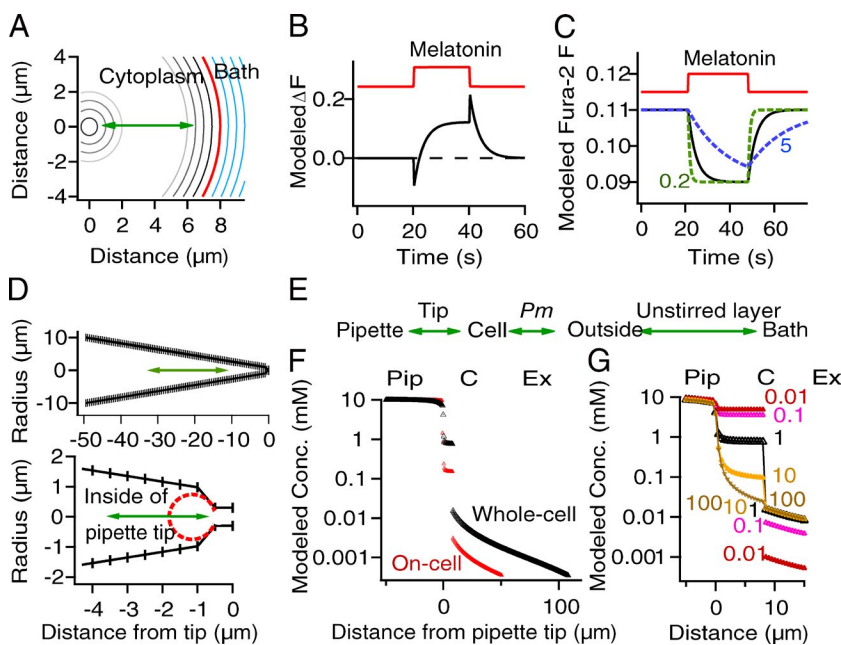 A
Distance (μm)
4
2
0
-2
-4
Cytoplasm
Bath
0 2 4 6 8
Distance (μm)
B
Melatonin
Modeled ΔF
0.2
0.0
0 20 40 60
Time (s)
C
Melatonin
Modeled Fura-2 F
0.12
0.11
0.10
0.09
5
0.2
0 20 40 60
Time (s)
D
Radius (μm)
10
0
-10
-50 -40 -30 -20 -10 0
Radius (μm)
2
1
0
-1
-2
Inside of
pipette tip
-4 -3 -2 -1 0
Distance from tip (μm)
E
Tip
Pm
Unstirred layer
Pipette
Cell
Outside
Bath
F
Pip C Ex
Modeled Conc. (mM)
10
1
0.1
0.01
0.001
Whole-cell
On-cell
0 100
Distance from pipette tip (μm)
G
Pip C Ex
Modeled Conc. (mM)
10
1
0.1
0.01
0.001
0.01
0.1
1
10
100
100
10
1
0.1
0.01
0 10
Distance (μm)